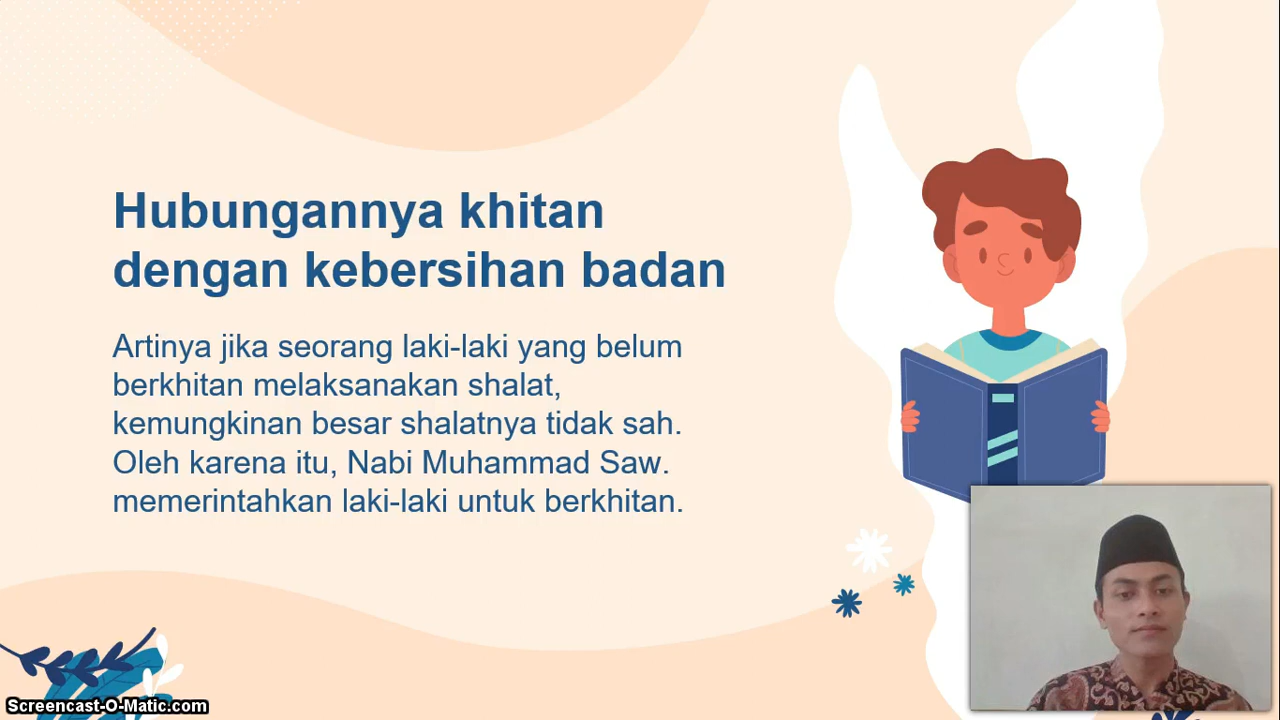 Hubungannya khitan
dengan kebersihan badan
Artinya jika seorang laki-laki yang belum
berkhitan melaksanakan shalat,
kemungkinan besar shalatnya tidak sah.
Oleh karena itu, Nabi Muhammad Saw.
memerintahkan laki-laki untuk berkhitan.
Screencast-O-Matic.com